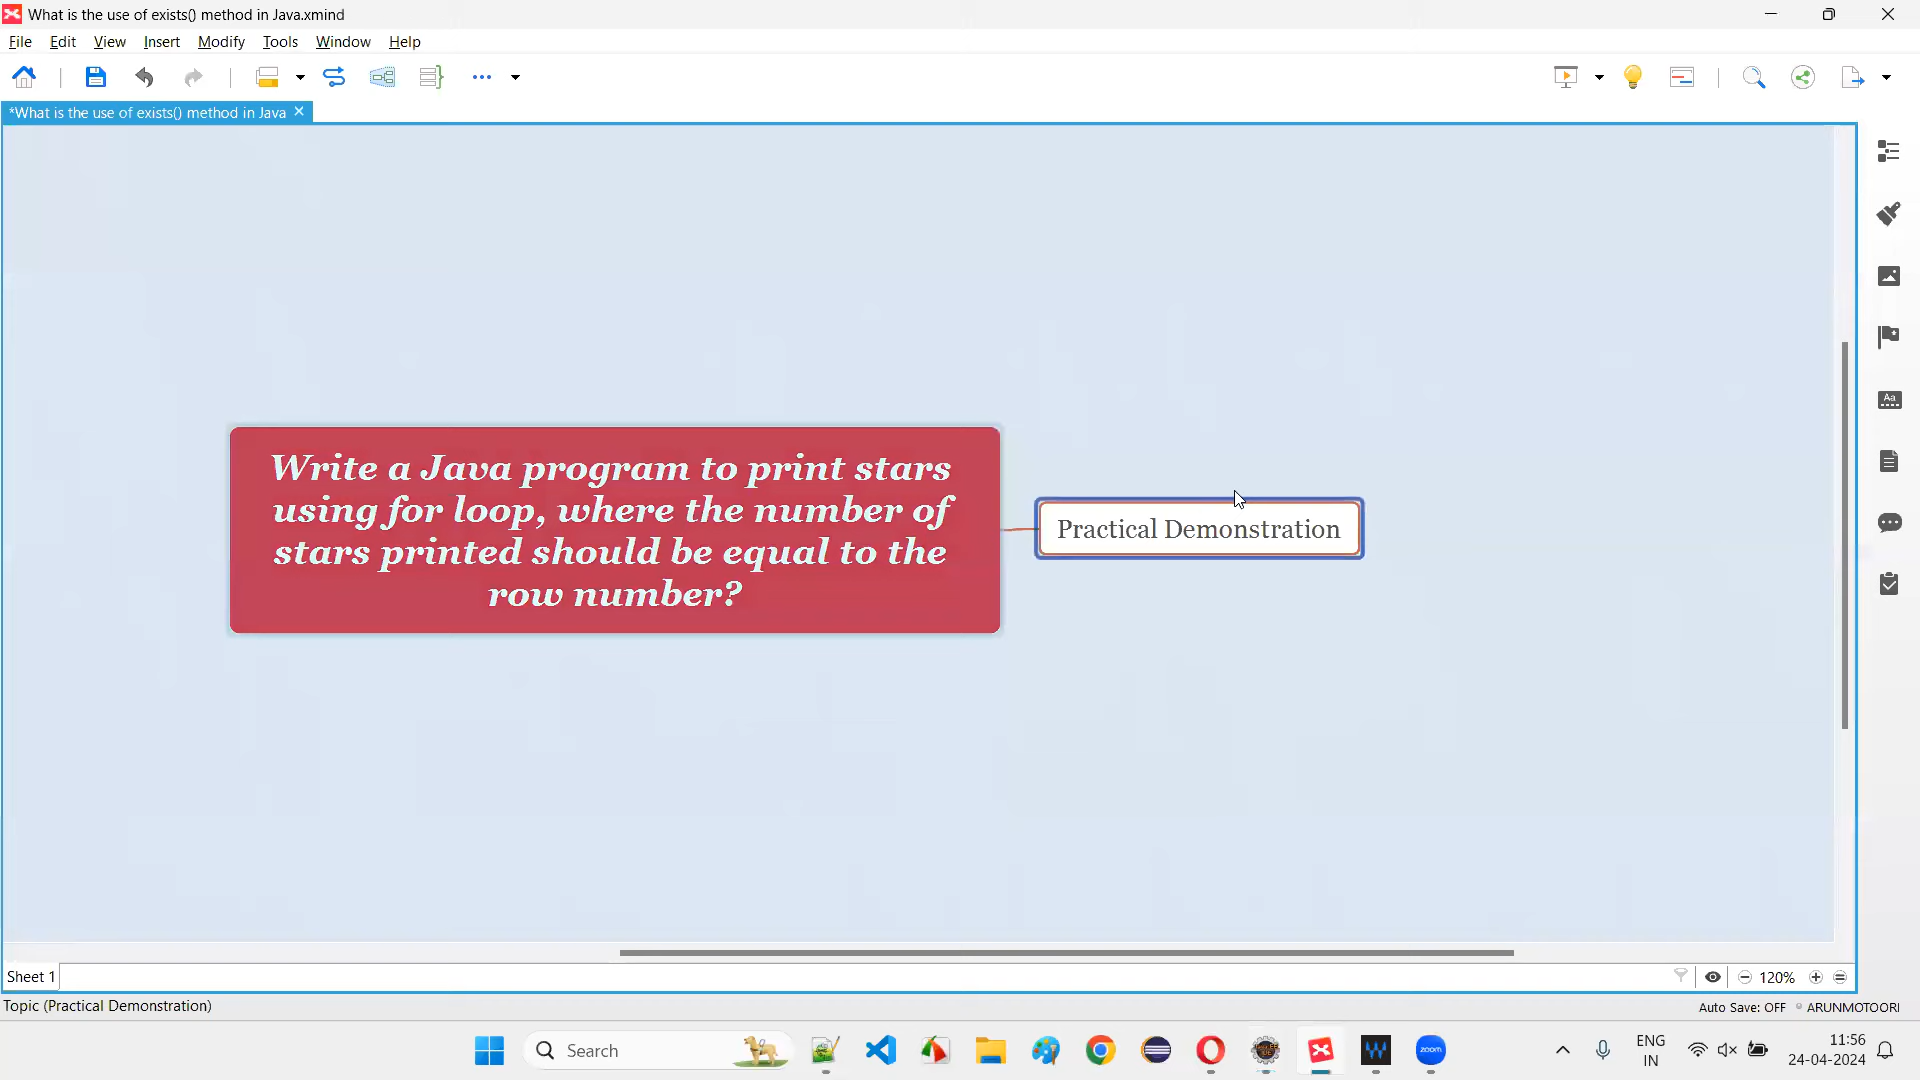 What is the use of exists() method in Java.xmind
File Edit View Insert Modify Tools Window Help
*What is the use of exists() method in Java
Write a Java program to print stars
using for loop, where the number of
stars printed should be equal to the
row number?
Practical Demonstration
Aa
Sheet 1
120%
Topic (Practical Demonstration)
Auto Save: OFF ARUNMOTOORI
Search
zoom
ENG
IN
11:56
24-04-2024